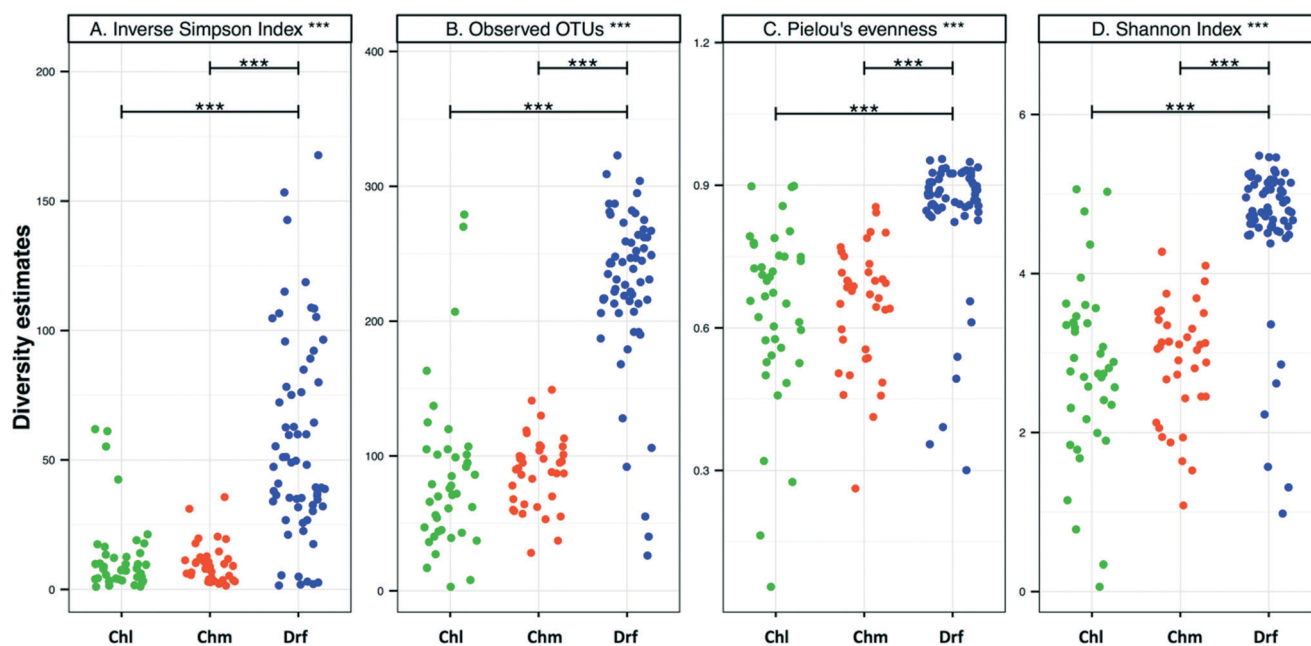 A. Inverse Simpson Index ***
B. Observed OTUs ***
C. Pielou's evenness ***
D. Shannon Index ***
Diversity estimates
200
150
100
50
0
***
***
Chl Chm Drf
400
300
200
100
0
***
***
Chl Chm Drf
1.2
0.9
0.6
0.3
***
***
Chl Chm Drf
6
4
2
0
***
***
Chl Chm Drf